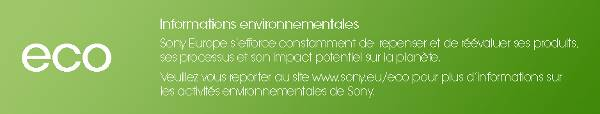 eco
Informations environnementales
Sony Europe s'efforce constamment de repenser et de réévaluer ses produits,
ses processus et son impact potentiel sur la planète.
Veuillez vous reporter au site www.sony.eu/eco pour plus d'informations sur
les activités environnementales de Sony.